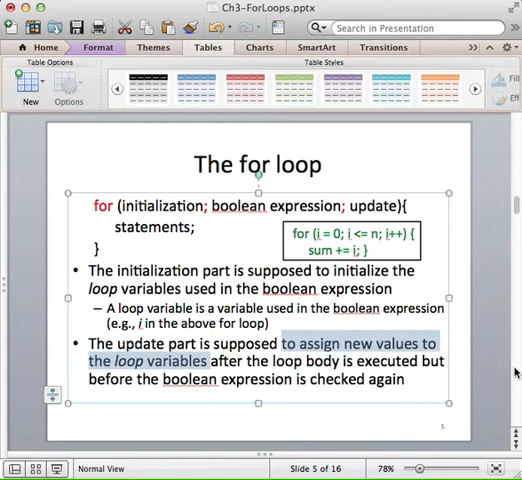 Ch3-ForLoops.pptx
Search in Presentation
Home Format Themes Tables Charts SmartArt Transitions
Table Options Table Styles
New Options Fill
Eff
The for loop
for (initialization; boolean expression; update){
statements;
}
for (i = 0; i <= n; i++) {
sum += i; }
• The initialization part is supposed to initialize the
loop variables used in the boolean expression
– A loop variable is a variable used in the boolean expression
(e.g., i in the above for loop)
• The update part is supposed to assign new values to
the loop variables after the loop body is executed but
before the boolean expression is checked again
5
Normal View Slide 5 of 16 78%